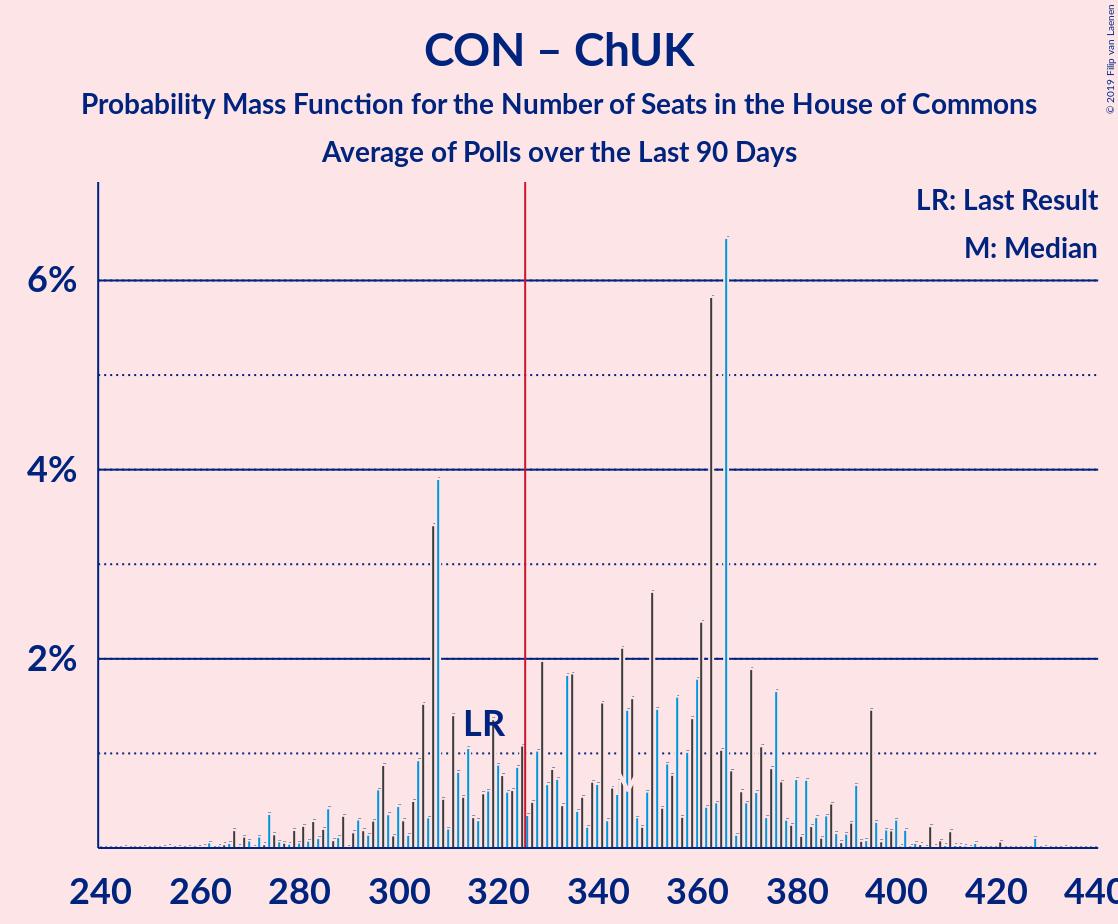 CON – ChUK
Probability Mass Function for the Number of Seats in the House of Commons
Average of Polls over the Last 90 Days
© 2019 Filip van Laenen
LR: Last Result
M: Median
6%
4%
2%
LR
240 260 280 300 320 340 360 380 400 420 440